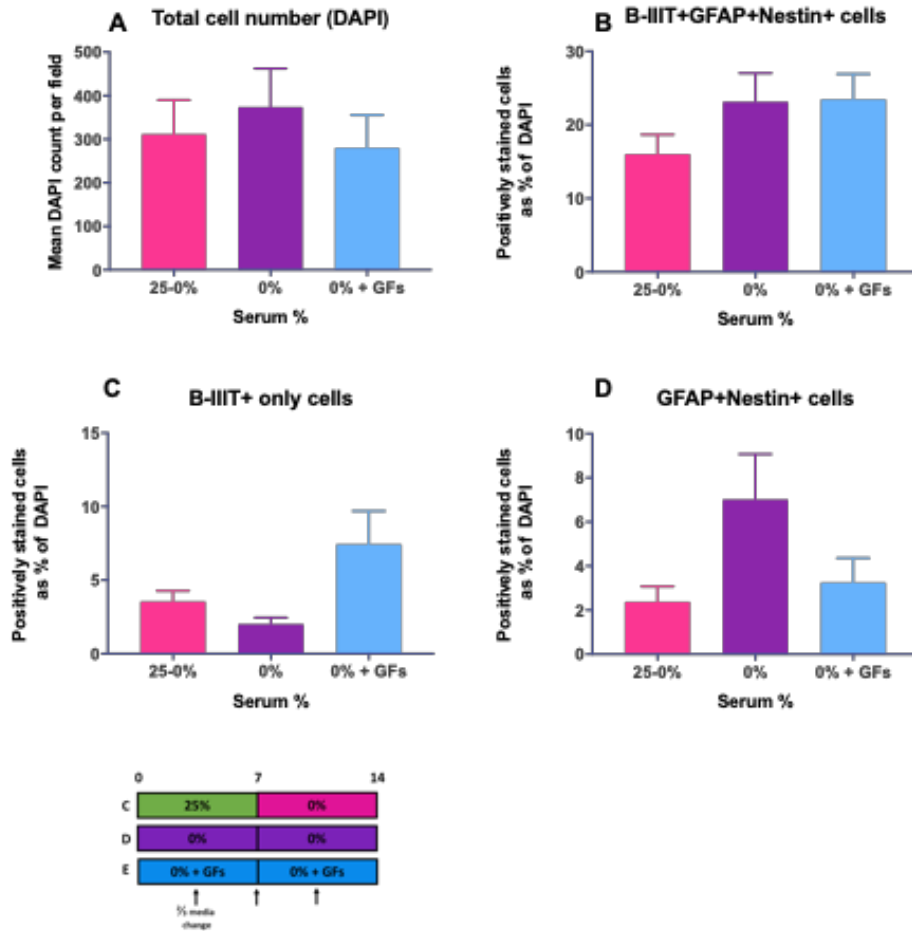 A Total cell number (DAPI)
Mean DAPI count per field
500
400
300
200
100
0
25-0% 0% 0% + GFs
Serum %
B B-IIIT+GFAP+Nestin+ cells
Positively stained cells
as % of DAPI
30
20
10
0
25-0% 0% 0% + GFs
Serum %
C B-IIIT+ only cells
Positively stained cells
as % of DAPI
15
10
5
0
25-0% 0% 0% + GFs
Serum %
D GFAP+Nestin+ cells
Positively stained cells
as % of DAPI
10
8
6
4
2
0
25-0% 0% 0% + GFs
Serum %
0 7 14
C 25% 0%
D 0% 0%
E 0% + GFs 0% + GFs
media
change